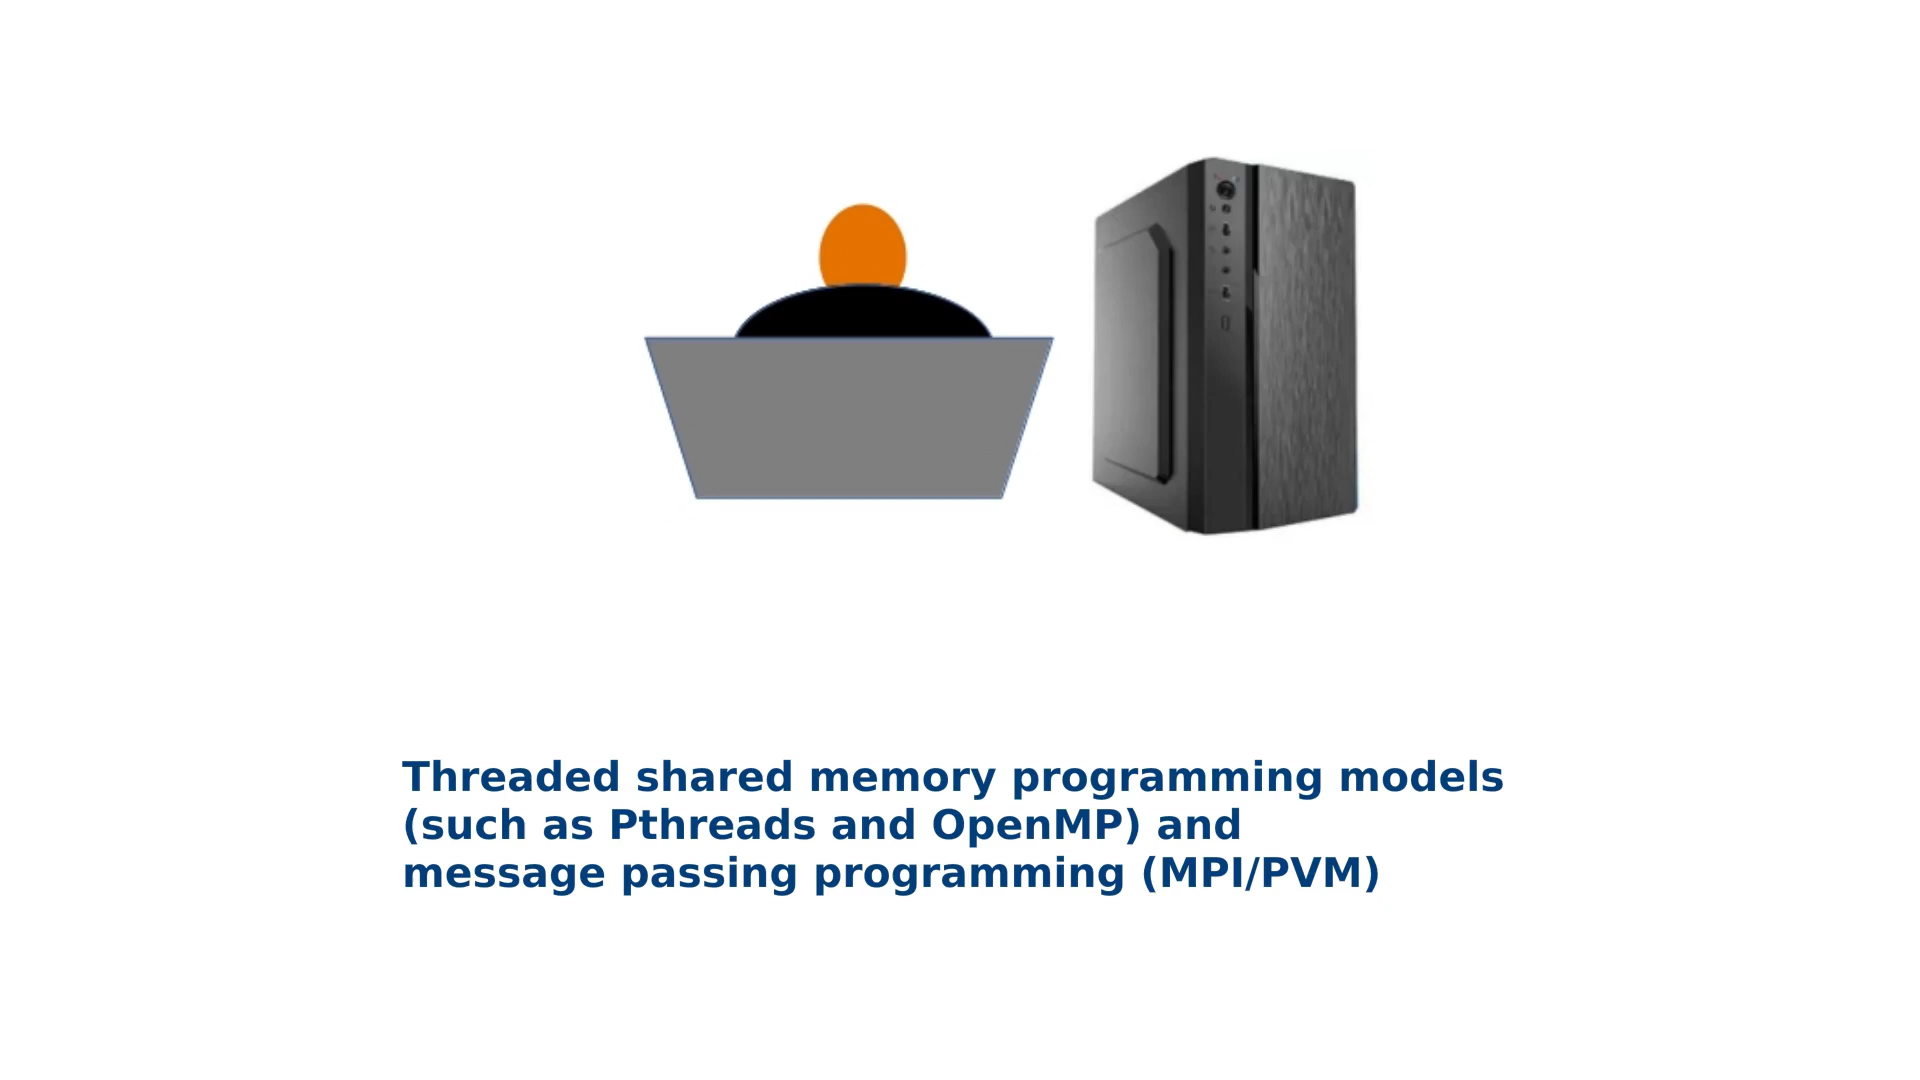 Threaded shared memory programming models
(such as Pthreads and OpenMP) and
message passing programming (MPI/PVM)